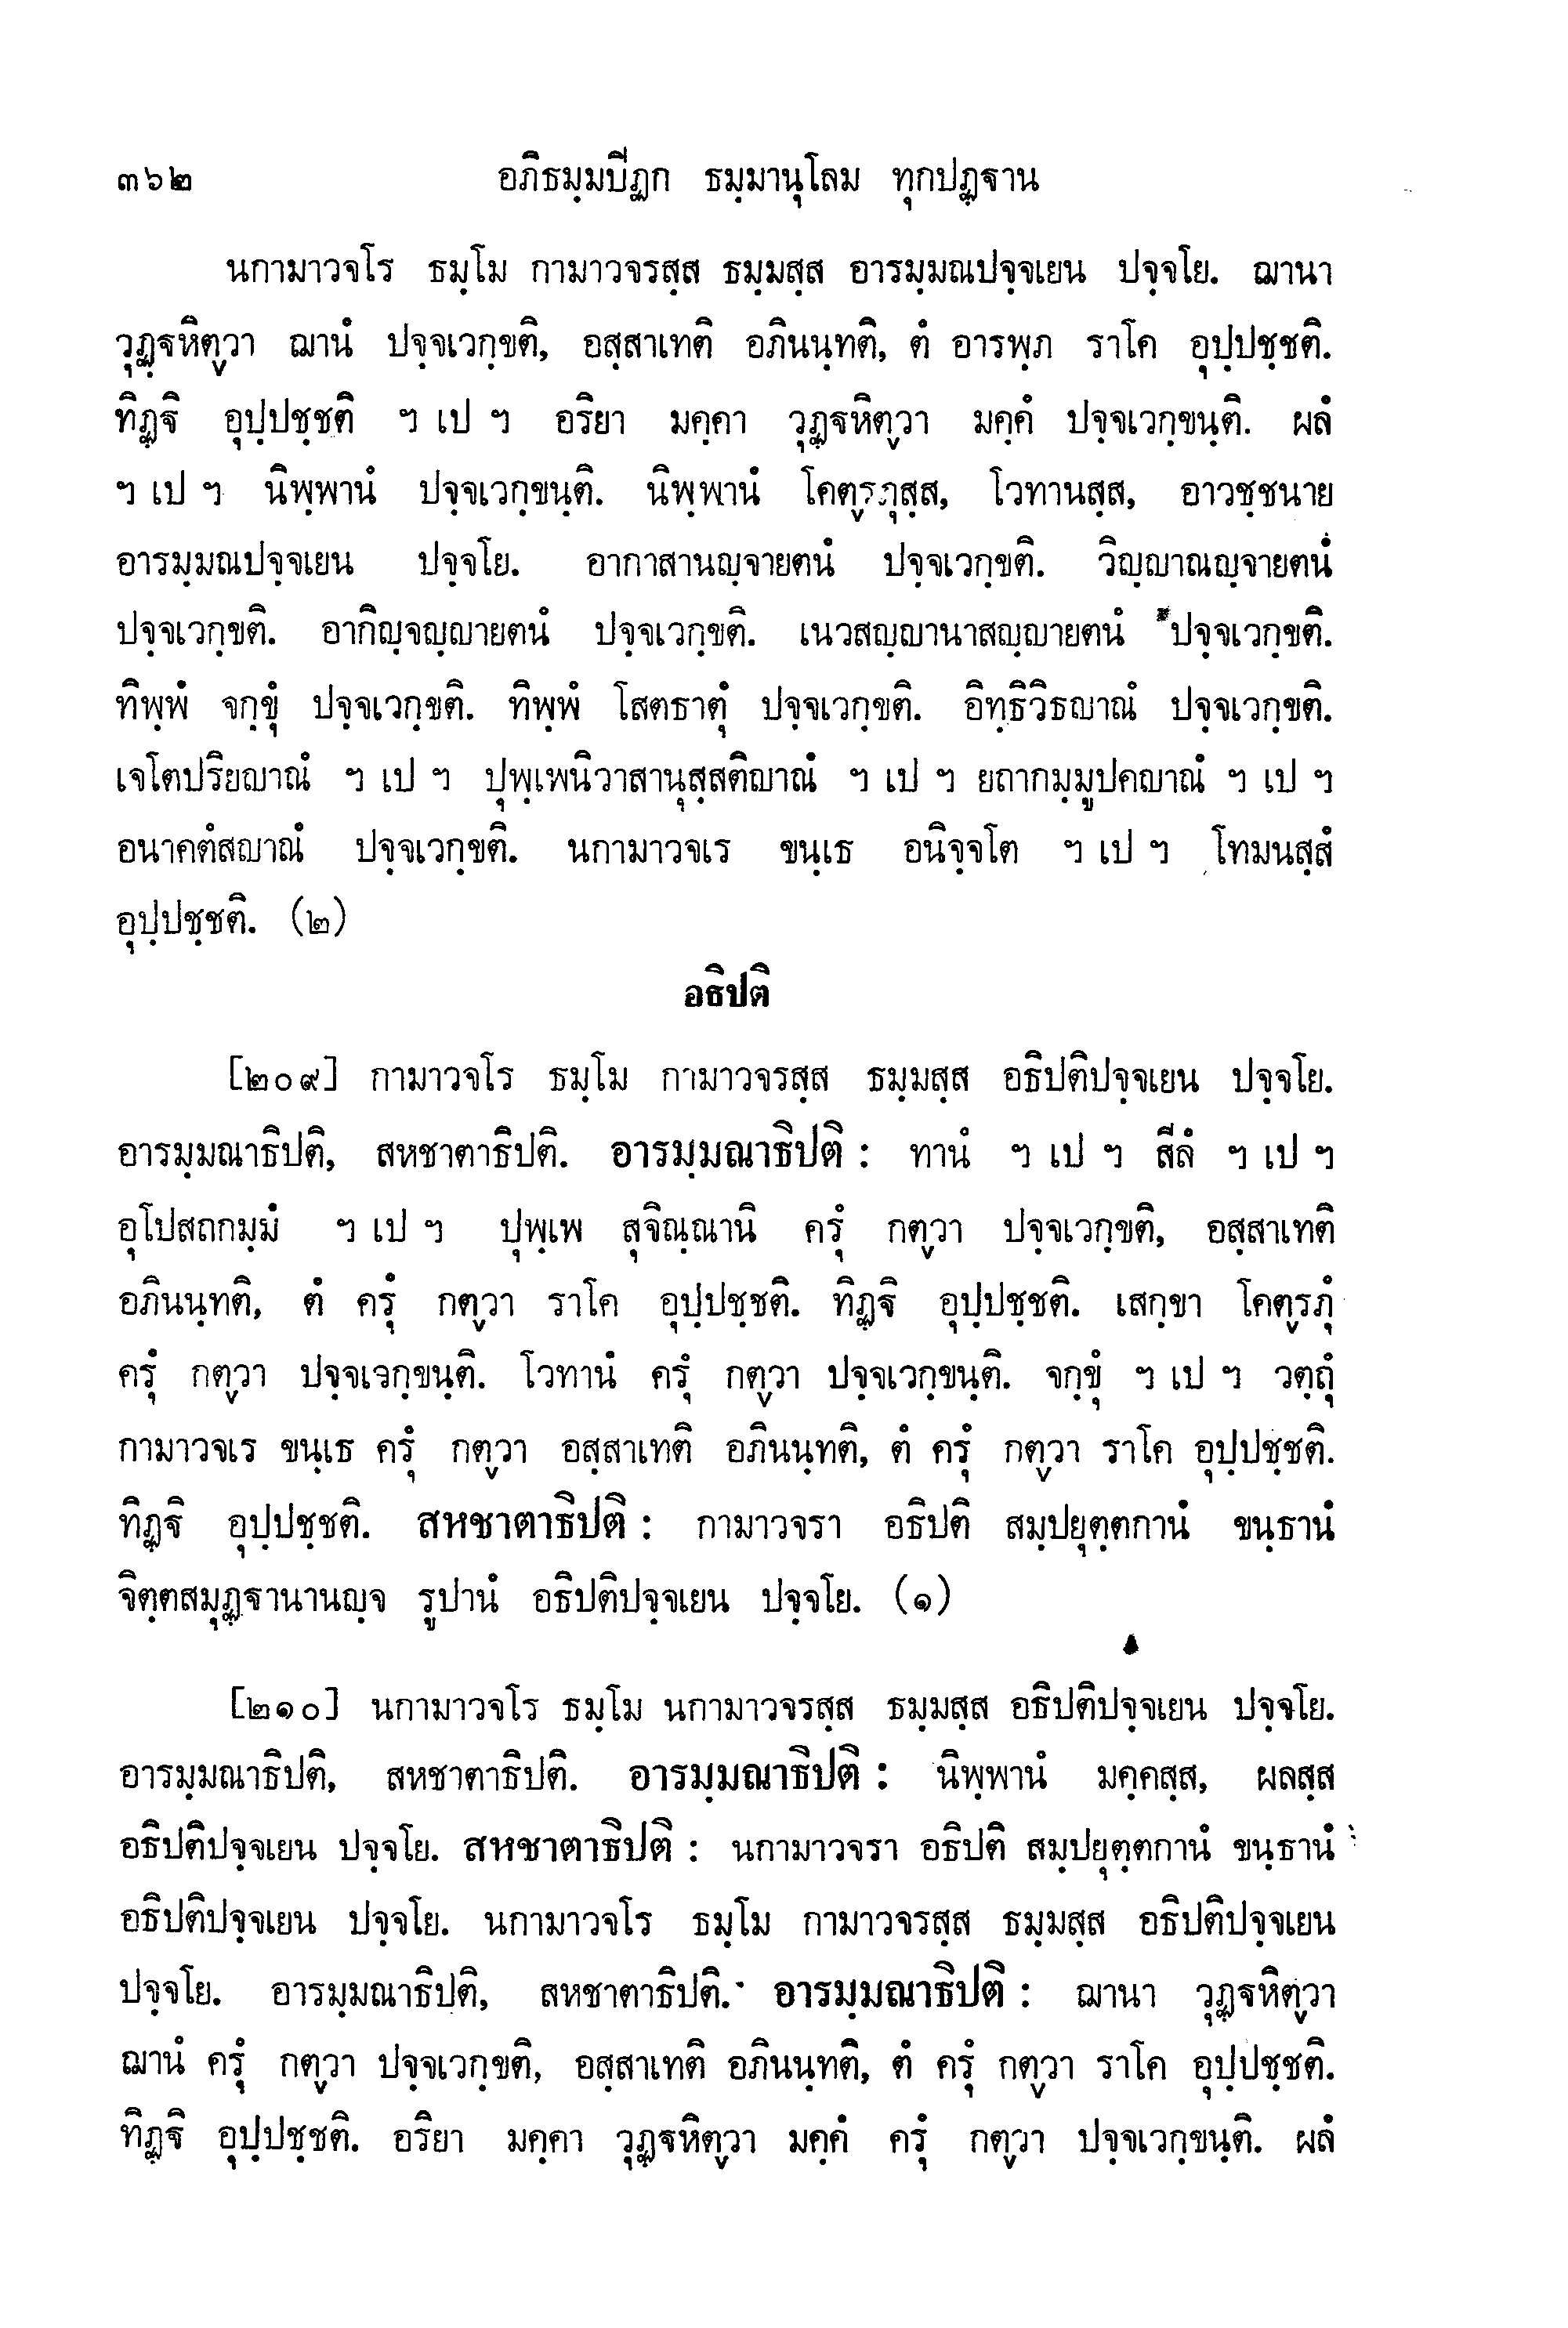 ๓๖๒ อภิธมฺมปิฏก ธมฺมานุโลม ทุกปฏฺฐาน
นกามาวจโร ธมฺโม กามาวจรสฺส ธมฺมสฺส อารมฺมณปจฺจเยน ปจฺจโย. ฌานา
วุฏฺฐหิตฺวา ฌานํ ปจฺจเวกฺขติ, อสฺสาเทติ อภินนฺทติ, ตํ อารพฺภ ราโค อุปฺปชฺชติ.
ทิฏฺฐิ อุปฺปชฺชติ ฯ เป ฯ อริยา มคฺคา วุฏฺฐหิตฺวา มคฺคํ ปจฺจเวกฺขนฺติ. ผลํ
ฯ เป ฯ นิพฺพานํ ปจฺจเวกฺขนฺติ. นิพฺพานํ โคตฺรภุสฺส, โวทานสฺส, อาวชฺชนาย
อารมฺมณปจฺจเยน ปจฺจโย. อากาสานญฺจายตนํ ปจฺจเวกฺขติ. วิญฺญาณญฺจายตนํ
ปจฺจเวกฺขติ. อากิญฺจญฺญายตนํ ปจฺจเวกฺขติ. เนวสญฺญานาสญฺญายตนํ ปจฺจเวกฺขติ.
ทิพฺพํ จกฺขุํ ปจฺจเวกฺขติ. ทิพฺพํ โสตธาตุํ ปจฺจเวกฺขติ. อิทฺธิวิธญาณํ ปจฺจเวกฺขติ.
เจโตปริยญาณํ ฯ เป ฯ ปุพฺเพนิวาสานุสฺสติญาณํ ฯ เป ฯ ยถากมฺมูปคญาณํ ฯ เป ฯ
อนาคตํสญาณํ ปจฺจเวกฺขติ. นกามาวจเร ขนฺเธ อนิจฺจโต ฯ เป ฯ โทมนสฺสํ
อุปฺปชฺชติ. (๒)
อธิปติ
[๒๐๙] กามาวจโร ธมฺโม กามาวจรสฺส ธมฺมสฺส อธิปติปจฺจเยน ปจฺจโย.
อารมฺมณาธิปติ, สหชาตาธิปติ. อารมฺมณาธิปติ : ทานํ ฯ เป ฯ สีลํ ฯ เป ฯ
อุโปสถกมฺมํ ฯ เป ฯ ปุพฺเพ สุจิณฺณานิ ครุํ กตฺวา ปจฺจเวกฺขติ, อสฺสาเทติ
อภินนฺทติ, ตํ ครุํ กตฺวา ราโค อุปฺปชฺชติ. ทิฏฺฐิ อุปฺปชฺชติ. เสกฺขา โคตฺรภุํ
ครุํ กตฺวา ปจฺจเวกฺขนฺติ. โวทานํ ครุํ กตฺวา ปจฺจเวกฺขนฺติ. จกฺขุํ ฯ เป ฯ วตฺถุํ
กามาวจเร ขนฺเธ ครุํ กตฺวา อสฺสาเทติ อภินนฺทติ, ตํ ครุํ กตฺวา ราโค อุปฺปชฺชติ.
ทิฏฺฐิ อุปฺปชฺชติ. สหชาตาธิปติ : กามาวจรา อธิปติ สมฺปยุตฺตกานํ ขนฺธานํ
จิตฺตสมุฏฺฐานานญฺจ รูปานํ อธิปติปจฺจเยน ปจฺจโย. (๑)
[๒๑๐] นกามาวจโร ธมฺโม นกามาวจรสฺส ธมฺมสฺส อธิปติปจฺจเยน ปจฺจโย.
อารมฺมณาธิปติ, สหชาตาธิปติ. อารมฺมณาธิปติ : นิพฺพานํ มคฺคสฺส, ผลสฺส
อธิปติปจฺจเยน ปจฺจโย. สหชาตาธิปติ : นกามาวจรา อธิปติ สมฺปยุตฺตกานํ ขนฺธานํ
อธิปติปจฺจเยน ปจฺจโย. นกามาวจโร ธมฺโม กามาวจรสฺส ธมฺมสฺส อธิปติปจฺจเยน
ปจฺจโย. อารมฺมณาธิปติ, สหชาตาธิปติ. อารมฺมณาธิปติ : ฌานา วุฏฺฐหิตฺวา
ฌานํ ครุํ กตฺวา ปจฺจเวกฺขติ, อสฺสาเทติ อภินนฺทติ, ตํ ครุํ กตฺวา ราโค อุปฺปชฺชติ.
ทิฏฺฐิ อุปฺปชฺชติ. อริยา มคฺคา วุฏฺฐหิตฺวา มคฺคํ ครุํ กตฺวา ปจฺจเวกฺขนฺติ. ผลํ